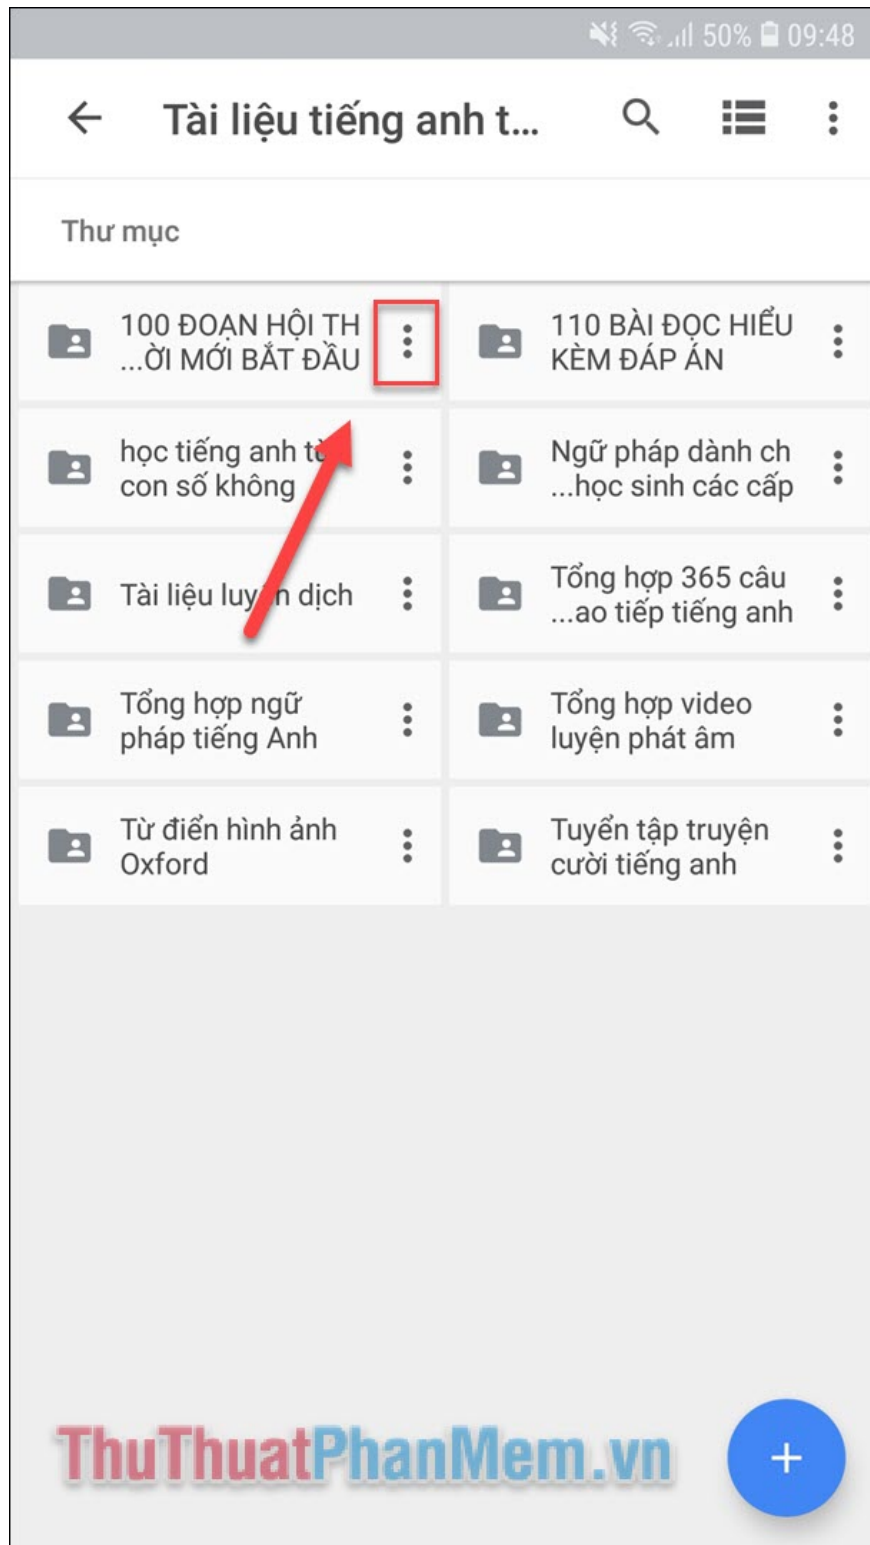 50% 09:48
Tài liệu tiếng anh t...
Thư mục
100 ĐOẠN HỘI TH
...ỜI MỚI BẮT ĐẦU
110 BÀI ĐỌC HIỂU
KÈM ĐÁP ÁN
học tiếng anh từ
con số không
Ngữ pháp dành ch
...học sinh các cấp
Tài liệu luyện dịch
Tổng hợp 365 câu
...ao tiếp tiếng anh
Tổng hợp ngữ
pháp tiếng Anh
Tổng hợp video
luyện phát âm
Từ điển hình ảnh
Oxford
Tuyển tập truyện
cười tiếng anh
ThuThuatPhanMem.vn